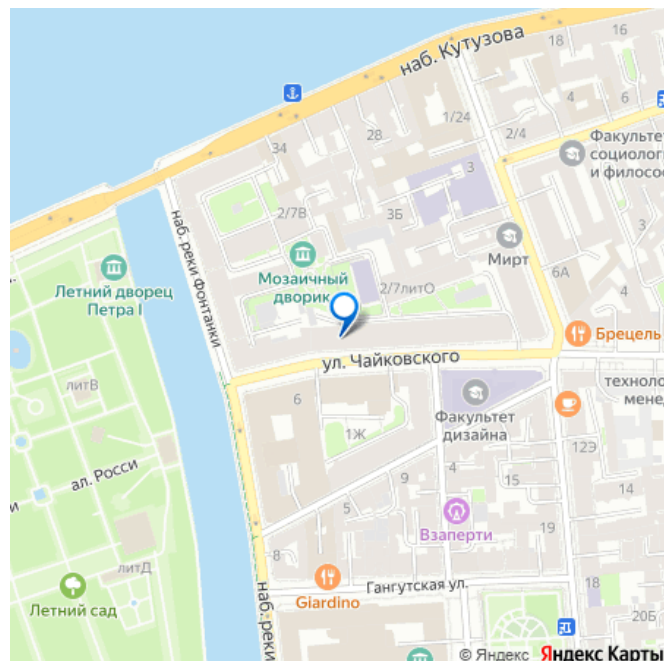 наб. Кутузова
18
16
4
6
1/24
2/4
28
34
3
Факультет
социолог
и филосо
наб. реки Фонтанки
2/7В
3Б
Мирт
Летний дворец
Петра I
Мозаичный
дворик
2/7литО
6А
4
Брецель
ул. Чайковского
литВ
6
1Ж
Факультет
дизайна
техноло
мене
12Э
ал. Росси
и
9
4
15
14
5
Взаперти
19
8
литД
Гангутская ул.
18
Летний сад
Giardino
наб. реки
20Б
© Яндекс Яндекс Карты